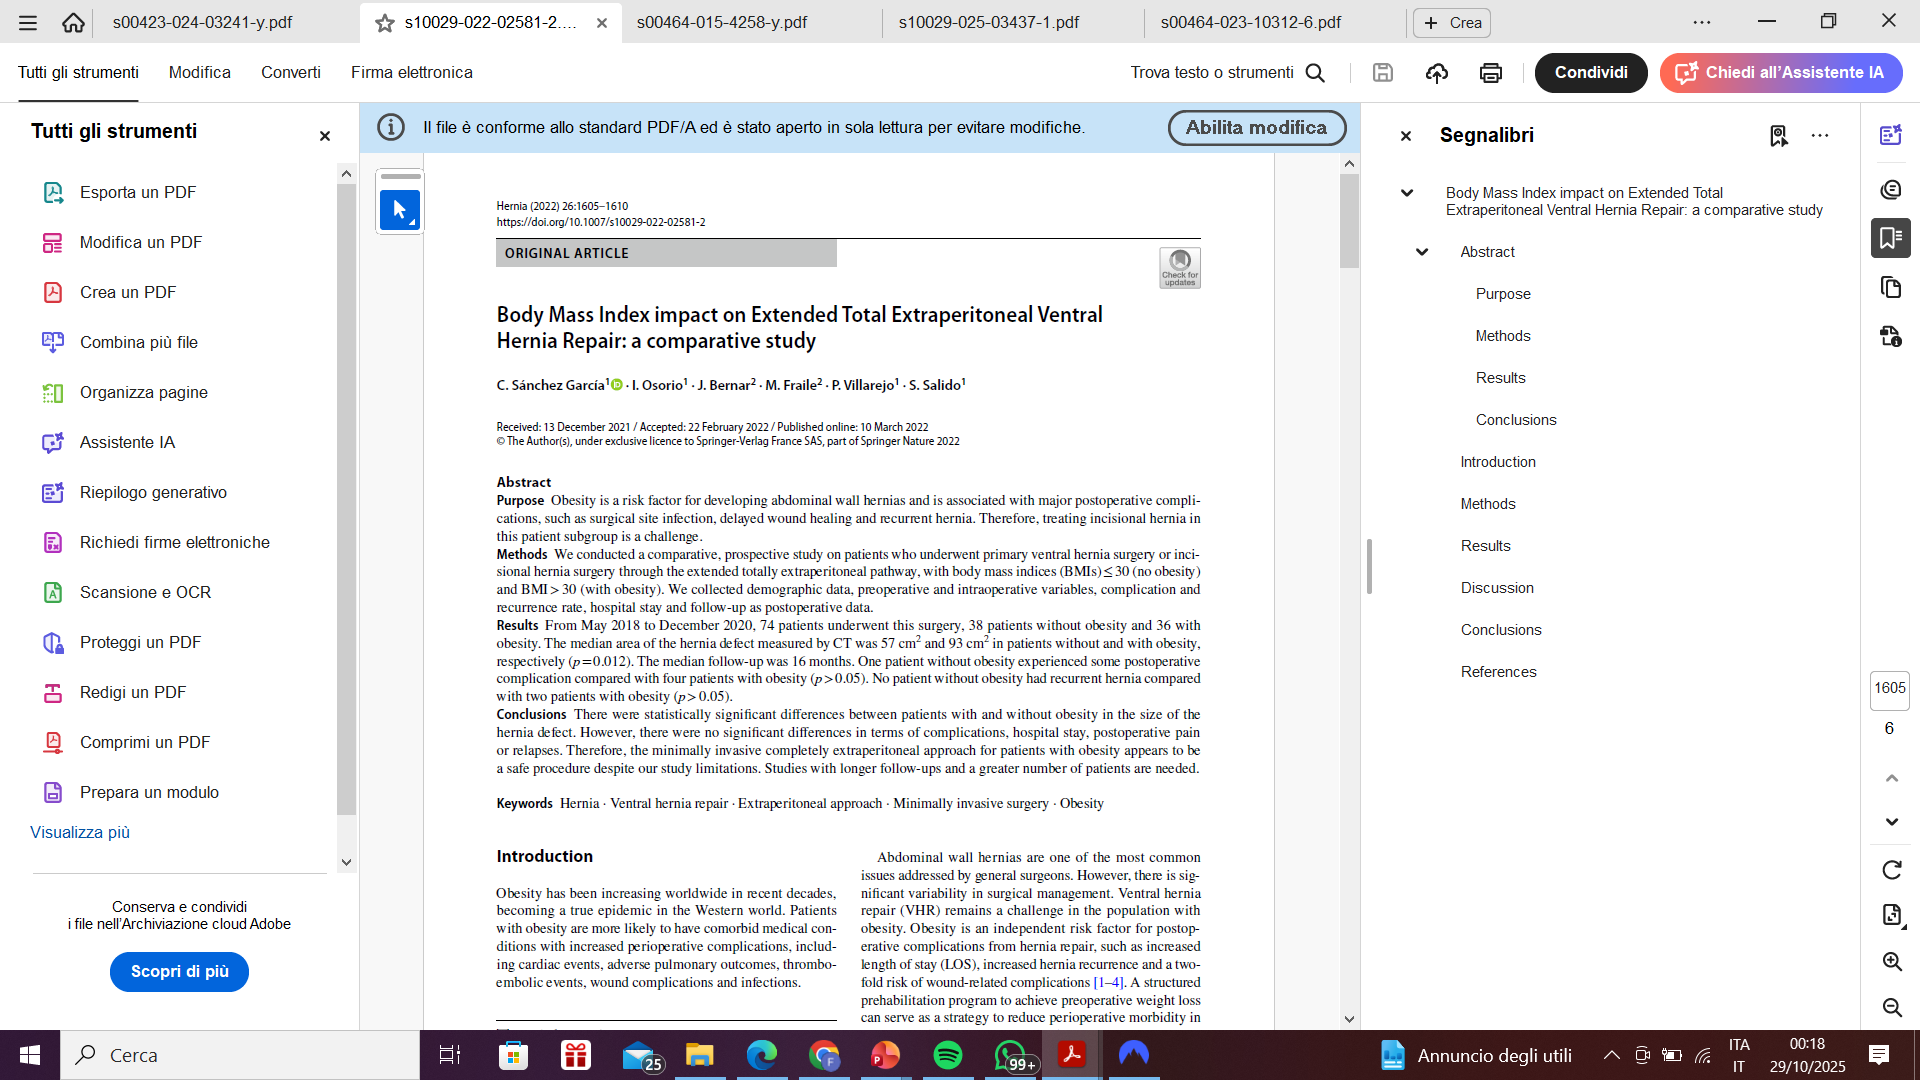 s00423-024-03241-y.pdf
s10029-022-02581-2....
s00464-015-4258-y.pdf
s10029-025-03437-1.pdf
s00464-023-10312-6.pdf
Crea
Tutti gli strumenti
Modifica
Converti
Firma elettronica
Trova testo o strumenti
Condividi
Chiedi all'Assistente IA
Tutti gli strumenti
Esporta un PDF
Modifica un PDF
Crea un PDF
Combina più file
Organizza pagine
Assistente IA
Riepilogo generativo
Richiedi firme elettroniche
Scansione e OCR
Proteggi un PDF
Redigi un PDF
Comprimi un PDF
Prepara un modulo
Visualizza più
Conserva e condividi
i file nell'Archiviazione cloud Adobe
Scopri di più
Il file è conforme allo standard PDF/A ed è stato aperto in sola lettura per evitare modifiche.
Abilita modifica
Hernia (2022) 26:1605–1610
https://doi.org/10.1007/s10029-022-02581-2
ORIGINAL ARTICLE
Check for
updates
Body Mass Index impact on Extended Total Extraperitoneal Ventral
Hernia Repair: a comparative study
C. Sánchez García1 · I. Osorio1 · J. Bernar2 · M. Fraile2 · P. Villarejo1 · S. Salido1
Received: 13 December 2021 / Accepted: 22 February 2022 / Published online: 10 March 2022
© The Author(s), under exclusive licence to Springer-Verlag France SAS, part of Springer Nature 2022
Abstract
Purpose Obesity is a risk factor for developing abdominal wall hernias and is associated with major postoperative compli-
cations, such as surgical site infection, delayed wound healing and recurrent hernia. Therefore, treating incisional hernia in
this patient subgroup is a challenge.
Methods We conducted a comparative, prospective study on patients who underwent primary ventral hernia surgery or inci-
sional hernia surgery through the extended totally extraperitoneal pathway, with body mass indices (BMIs) ≤ 30 (no obesity)
and BMI > 30 (with obesity). We collected demographic data, preoperative and intraoperative variables, complication and
recurrence rate, hospital stay and follow-up as postoperative data.
Results From May 2018 to December 2020, 74 patients underwent this surgery, 38 patients without obesity and 36 with
obesity. The median area of the hernia defect measured by CT was 57 cm2 and 93 cm2 in patients without and with obesity,
respectively (p = 0.012). The median follow-up was 16 months. One patient without obesity experienced some postoperative
complication compared with four patients with obesity (p > 0.05). No patient without obesity had recurrent hernia compared
with two patients with obesity (p > 0.05).
Conclusions There were statistically significant differences between patients with and without obesity in the size of the
hernia defect. However, there were no significant differences in terms of complications, hospital stay, postoperative pain
or relapses. Therefore, the minimally invasive completely extraperitoneal approach for patients with obesity appears to be
a safe procedure despite our study limitations. Studies with longer follow-ups and a greater number of patients are needed.
Keywords Hernia · Ventral hernia repair · Extraperitoneal approach · Minimally invasive surgery · Obesity
Introduction
Obesity has been increasing worldwide in recent decades,
becoming a true epidemic in the Western world. Patients
with obesity are more likely to have comorbid medical con-
ditions with increased perioperative complications, includ-
ing cardiac events, adverse pulmonary outcomes, thrombo-
embolic events, wound complications and infections.
Abdominal wall hernias are one of the most common
issues addressed by general surgeons. However, there is sig-
nificant variability in surgical management. Ventral hernia
repair (VHR) remains a challenge in the population with
obesity. Obesity is an independent risk factor for postop-
erative complications from hernia repair, such as increased
length of stay (LOS), increased hernia recurrence and a two-
fold risk of wound-related complications [1–4]. A structured
prehabilitation program to achieve preoperative weight loss
can serve as a strategy to reduce perioperative morbidity in
Segnalibri
Body Mass Index impact on Extended Total
Extraperitoneal Ventral Hernia Repair: a comparative study
Abstract
Purpose
Methods
Results
Conclusions
Introduction
Methods
Results
Discussion
Conclusions
References
1605
6
Cerca
25
99+
Annuncio degli utili
ITA
IT
00:18
29/10/2025